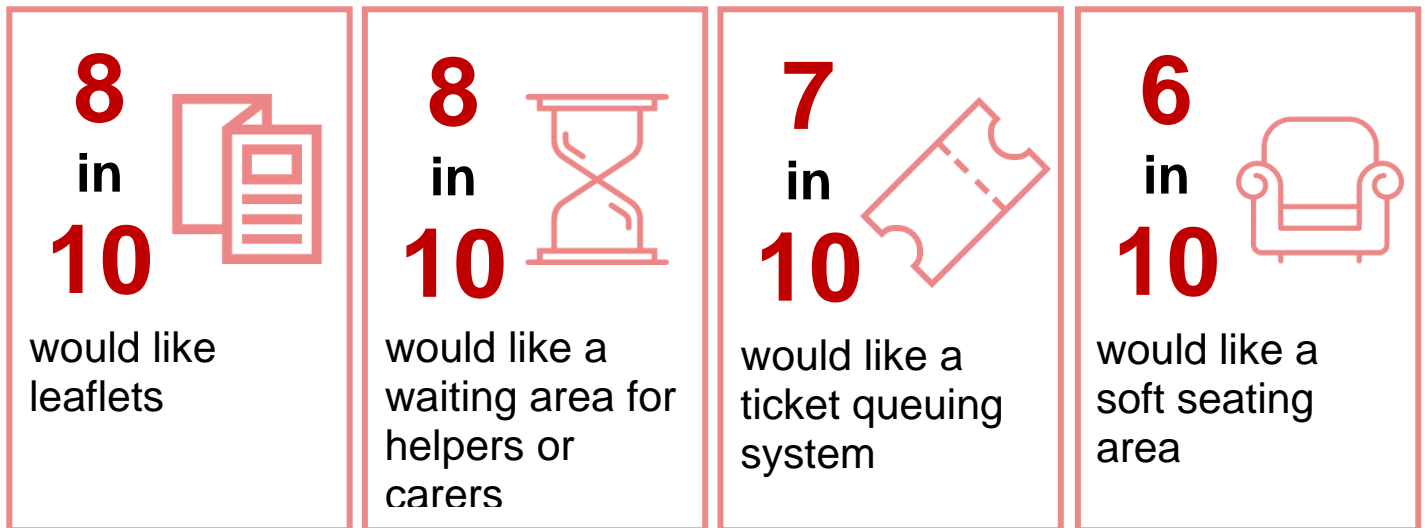 8
in
10
would like
leaflets
8
in
10
would like a
waiting area for
helpers or
carers
7
in
10
would like a
ticket queuing
system
6
in
10
would like a
soft seating
area